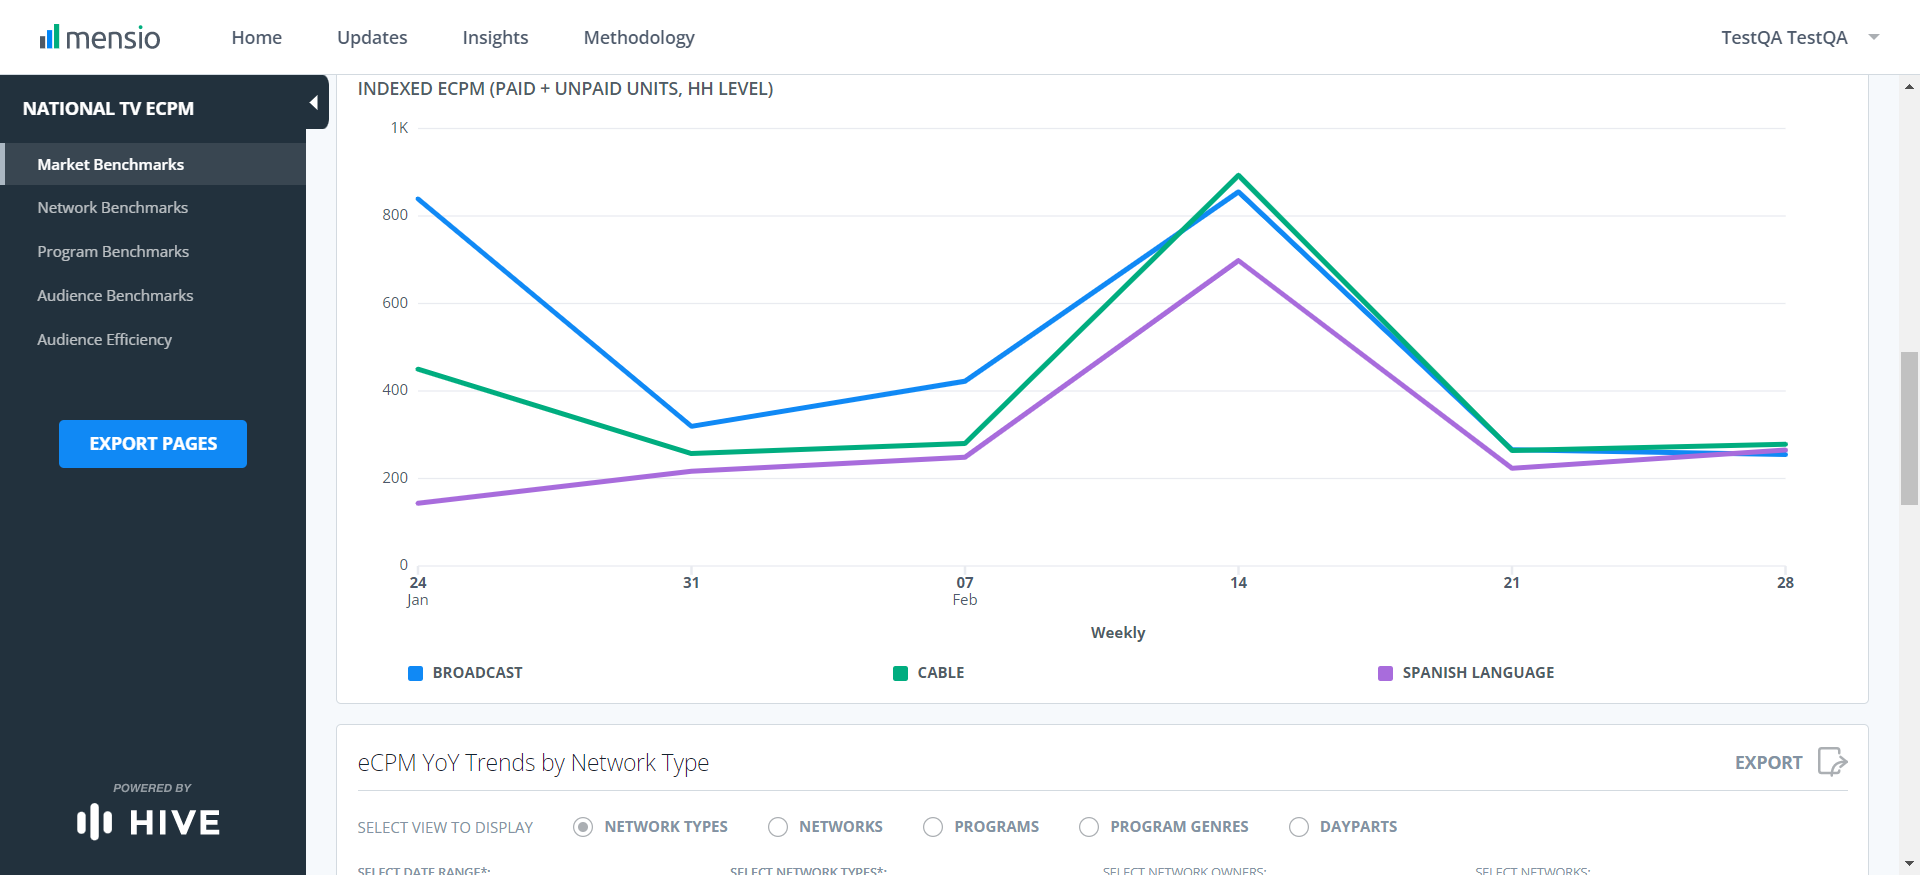 mensio
Home
Updates
Insights
Methodology
TestQA TestQA
NATIONAL TV ECPM
Market Benchmarks
Network Benchmarks
Program Benchmarks
Audience Benchmarks
Audience Efficiency
EXPORT PAGES
POWERED BY
HIVE
INDEXED ECPM (PAID + UNPAID UNITS, HH LEVEL)
1K
800
600
400
200
0
24
Jan
31
07
Feb
14
21
28
Weekly
BROADCAST
CABLE
SPANISH LANGUAGE
eCPM YoY Trends by Network Type
EXPORT
SELECT VIEW TO DISPLAY
NETWORK TYPES
NETWORKS
PROGRAMS
PROGRAM GENRES
DAYPARTS
SELECT DATE RANGE*:
SELECT NETWORK TYPES*:
SELECT NETWORK OWNERS:
SELECT NETWORKS: